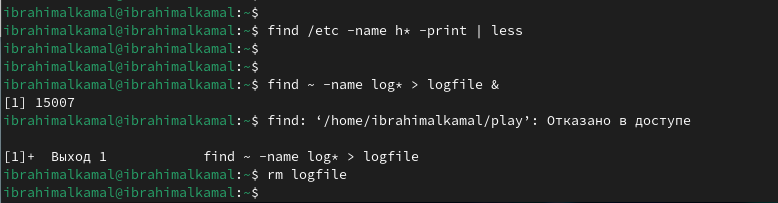 ibrahimalkamal@ibrahimalkamal:~$
ibrahimalkamal@ibrahimalkamal:~$ find /etc -name h* -print | less
ibrahimalkamal@ibrahimalkamal:~$
ibrahimalkamal@ibrahimalkamal:~$
ibrahimalkamal@ibrahimalkamal:~$ find ~ -name log* > logfile &
[1] 15007
ibrahimalkamal@ibrahimalkamal:~$ find: ‘/home/ibrahimalkamal/play’: Отказано в доступе
[1]+  Выход 1            find ~ -name log* > logfile
ibrahimalkamal@ibrahimalkamal:~$ rm logfile
ibrahimalkamal@ibrahimalkamal:~$